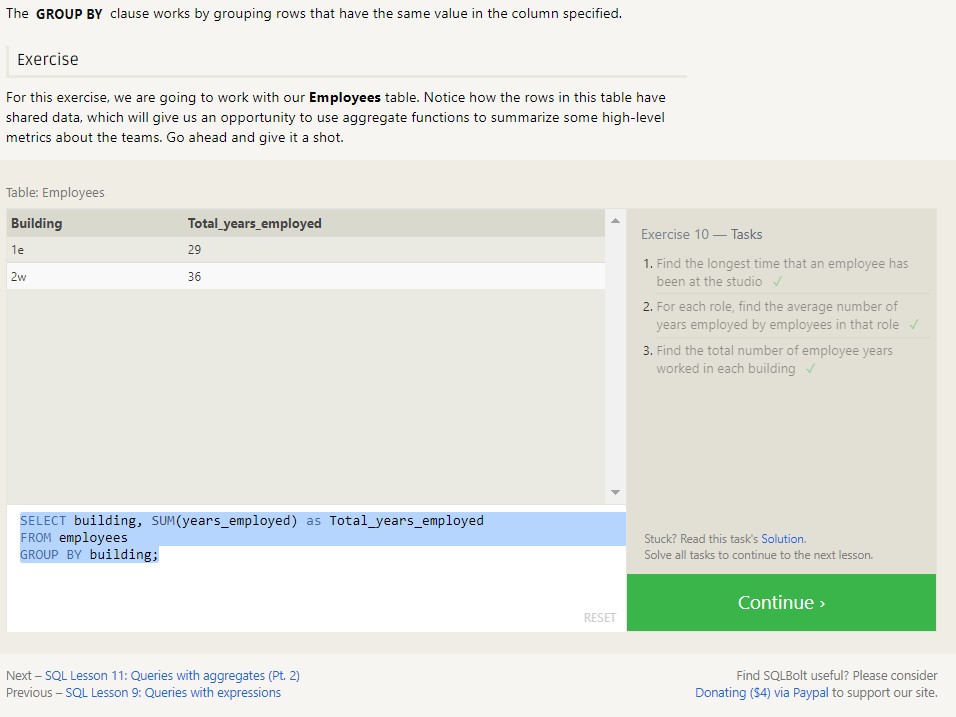 The GROUP BY clause works by grouping rows that have the same value in the column specified.
Exercise
For this exercise, we are going to work with our Employees table. Notice how the rows in this table have
shared data, which will give us an opportunity to use aggregate functions to summarize some high-level
metrics about the teams. Go ahead and give it a shot.
Table: Employees
Building Total_years_employed
1e 29
2w 36
SELECT building, SUM(years_employed) as Total_years_employed
FROM employees
GROUP BY building;
RESET
Exercise 10 — Tasks
1. Find the longest time that an employee has
been at the studio ✓
2. For each role, find the average number of
years employed by employees in that role ✓
3. Find the total number of employee years
worked in each building ✓
Stuck? Read this task's Solution.
Solve all tasks to continue to the next lesson.
Continue ›
Next – SQL Lesson 11: Queries with aggregates (Pt. 2)
Previous – SQL Lesson 9: Queries with expressions
Find SQLBolt useful? Please consider
Donating ($4) via Paypal to support our site.